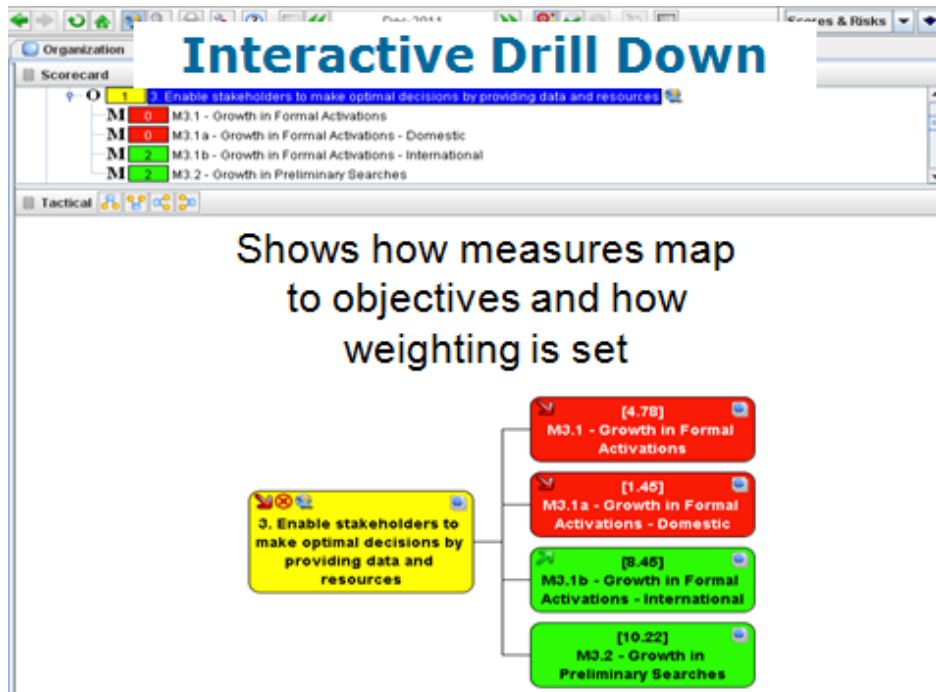 Dec-2011
Scores & Risks
Organization
Interactive Drill Down
Scorecard
O 1 3. Enable stakeholders to make optimal decisions by providing data and resources
M 0 M3.1 - Growth in Formal Activations
M 0 M3.1a - Growth in Formal Activations - Domestic
M 2 M3.1b - Growth in Formal Activations - International
M 2 M3.2 - Growth in Preliminary Searches
Tactical
Shows how measures map
to objectives and how
weighting is set
[4.78]
M3.1 - Growth in Formal
Activations
[1.45]
M3.1a - Growth in Formal
Activations - Domestic
3. Enable stakeholders to
make optimal decisions by
providing data and
resources
[8.45]
M3.1b - Growth in Formal
Activations - International
[10.22]
M3.2 - Growth in
Preliminary Searches